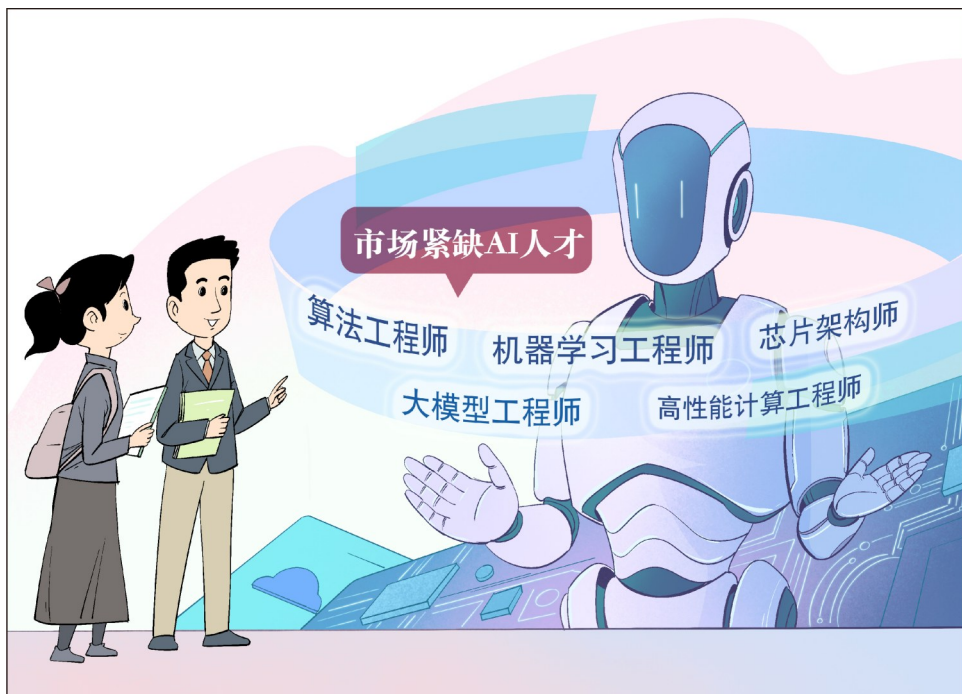 市场紧缺AI人才
算法工程师
机器学习工程师
芯片架构师
大模型工程师
高性能计算工程师